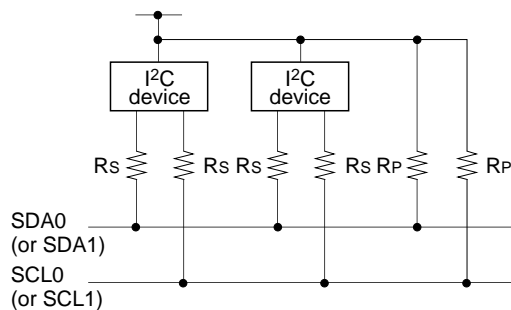 I²C
device
I²C
device
RS
RS
RS
RS
RP
RP
SDA0
(or SDA1)
SCL0
(or SCL1)